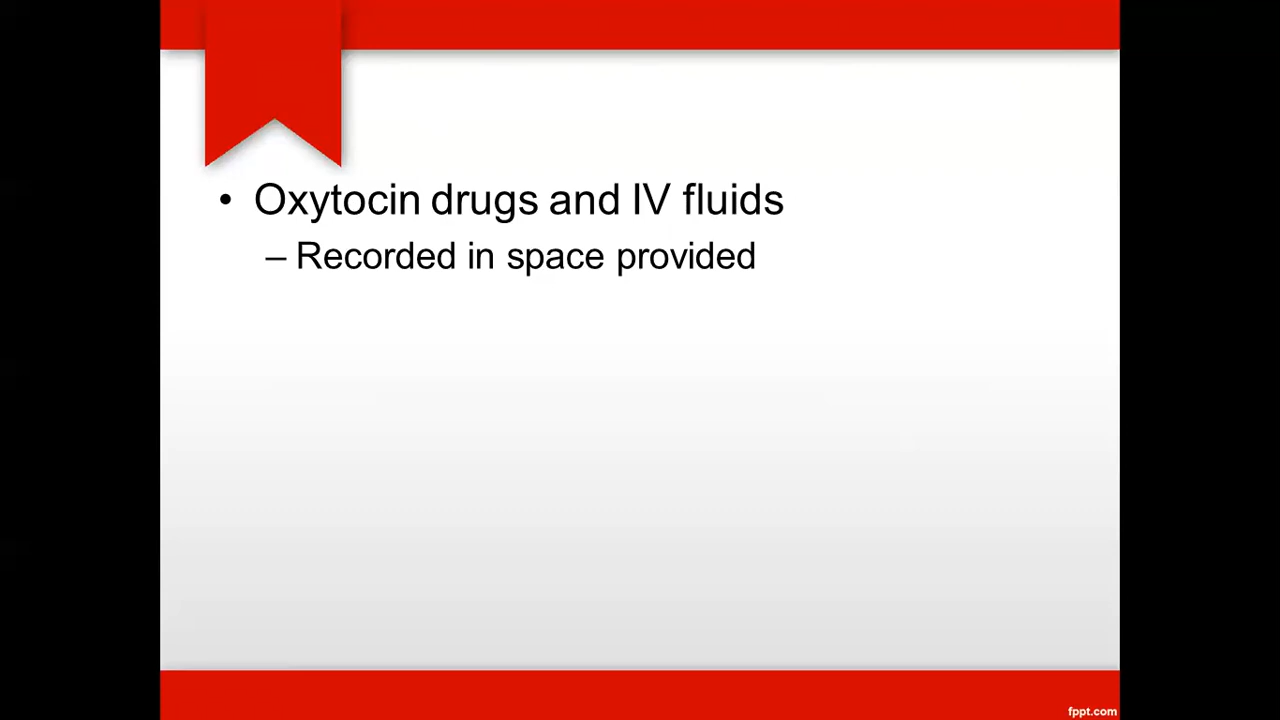 • Oxytocin drugs and IV fluids
– Recorded in space provided
fppt.com